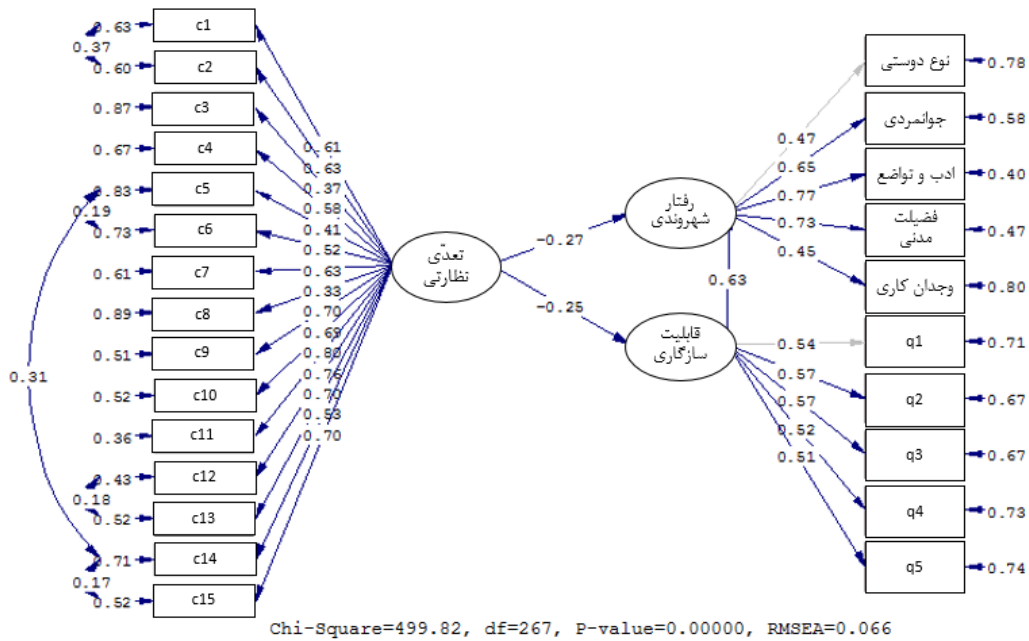 c1
c2
c3
c4
c5
c6
c7
c8
c9
c10
c11
c12
c13
c14
c15
0.63
0.37
0.60
0.87
0.67
0.83
0.19
0.73
0.61
0.89
0.51
0.31
0.52
0.36
0.43
0.18
0.52
0.71
0.17
0.52
0.61
0.63
0.37
0.58
0.41
0.52
0.63
0.33
0.70
0.69
0.80
0.76
0.70
0.53
0.70
تعدّی
نظارتی
-0.27
-0.25
رفتار
شهروندی
0.63
قابلیت
سازگاری
0.47
0.65
0.77
0.73
0.45
0.54
0.57
0.57
0.52
0.51
نوع دوستی
جوانمردی
ادب و تواضع
فضیلت
مدنی
وجدان کاری
q1
q2
q3
q4
q5
0.78
0.58
0.40
0.47
0.80
0.71
0.67
0.67
0.73
0.74
Chi-Square=499.82, df=267, P-value=0.00000, RMSEA=0.066